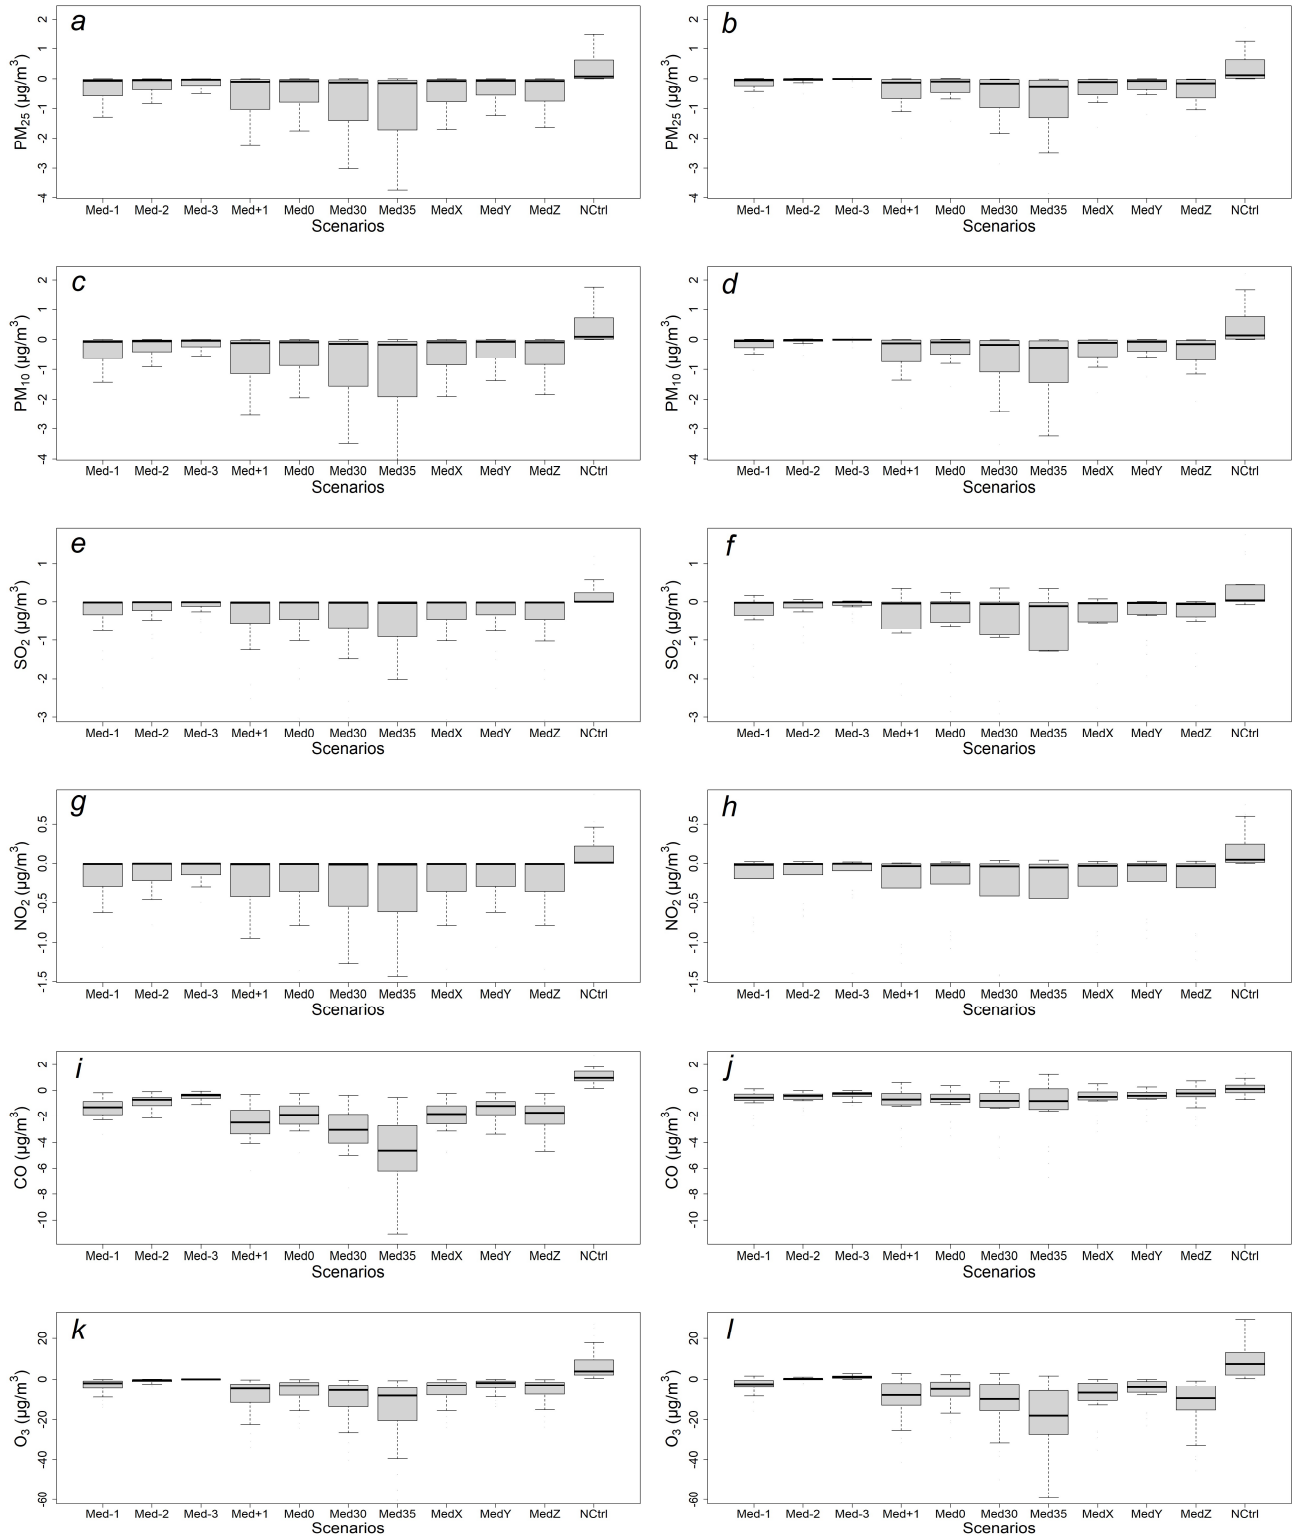 a
PM25 (µg/m3)
2
1
0
-1
-2
-3
-4
Med-1 Med-2 Med-3 Med+1 Med0 Med30 Med35 MedX MedY MedZ NCtrl
Scenarios
b
PM25 (µg/m3)
2
1
0
-1
-2
-3
-4
Med-1 Med-2 Med-3 Med+1 Med0 Med30 Med35 MedX MedY MedZ NCtrl
Scenarios
c
PM10 (µg/m3)
2
1
0
-1
-2
-3
-4
Med-1 Med-2 Med-3 Med+1 Med0 Med30 Med35 MedX MedY MedZ NCtrl
Scenarios
d
PM10 (µg/m3)
2
1
0
-1
-2
-3
-4
Med-1 Med-2 Med-3 Med+1 Med0 Med30 Med35 MedX MedY MedZ NCtrl
Scenarios
e
SO2 (µg/m3)
1
0
-1
-2
-3
Med-1 Med-2 Med-3 Med+1 Med0 Med30 Med35 MedX MedY MedZ NCtrl
Scenarios
f
SO2 (µg/m3)
1
0
-1
-2
-3
Med-1 Med-2 Med-3 Med+1 Med0 Med30 Med35 MedX MedY MedZ NCtrl
Scenarios
g
NO2 (µg/m3)
0.5
0.0
-0.5
-1.0
-1.5
Med-1 Med-2 Med-3 Med+1 Med0 Med30 Med35 MedX MedY MedZ NCtrl
Scenarios
h
NO2 (µg/m3)
0.5
0.0
-0.5
-1.0
-1.5
Med-1 Med-2 Med-3 Med+1 Med0 Med30 Med35 MedX MedY MedZ NCtrl
Scenarios
i
CO (µg/m3)
2
0
-2
-4
-6
-8
-10
Med-1 Med-2 Med-3 Med+1 Med0 Med30 Med35 MedX MedY MedZ NCtrl
Scenarios
j
CO (µg/m3)
2
0
-2
-4
-6
-8
-10
Med-1 Med-2 Med-3 Med+1 Med0 Med30 Med35 MedX MedY MedZ NCtrl
Scenarios
k
O3 (µg/m3)
20
0
-20
-40
-60
Med-1 Med-2 Med-3 Med+1 Med0 Med30 Med35 MedX MedY MedZ NCtrl
Scenarios
l
O3 (µg/m3)
20
0
-20
-40
-60
Med-1 Med-2 Med-3 Med+1 Med0 Med30 Med35 MedX MedY MedZ NCtrl
Scenarios